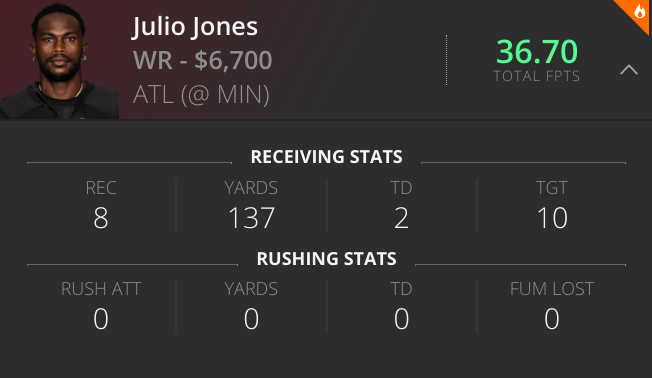 Julio Jones
WR - $6,700
ATL (@ MIN)
36.70
TOTAL FPTS
RECEIVING STATS
REC YARDS TD TGT
8 137 2 10
RUSHING STATS
RUSH ATT YARDS TD FUM LOST
0 0 0 0